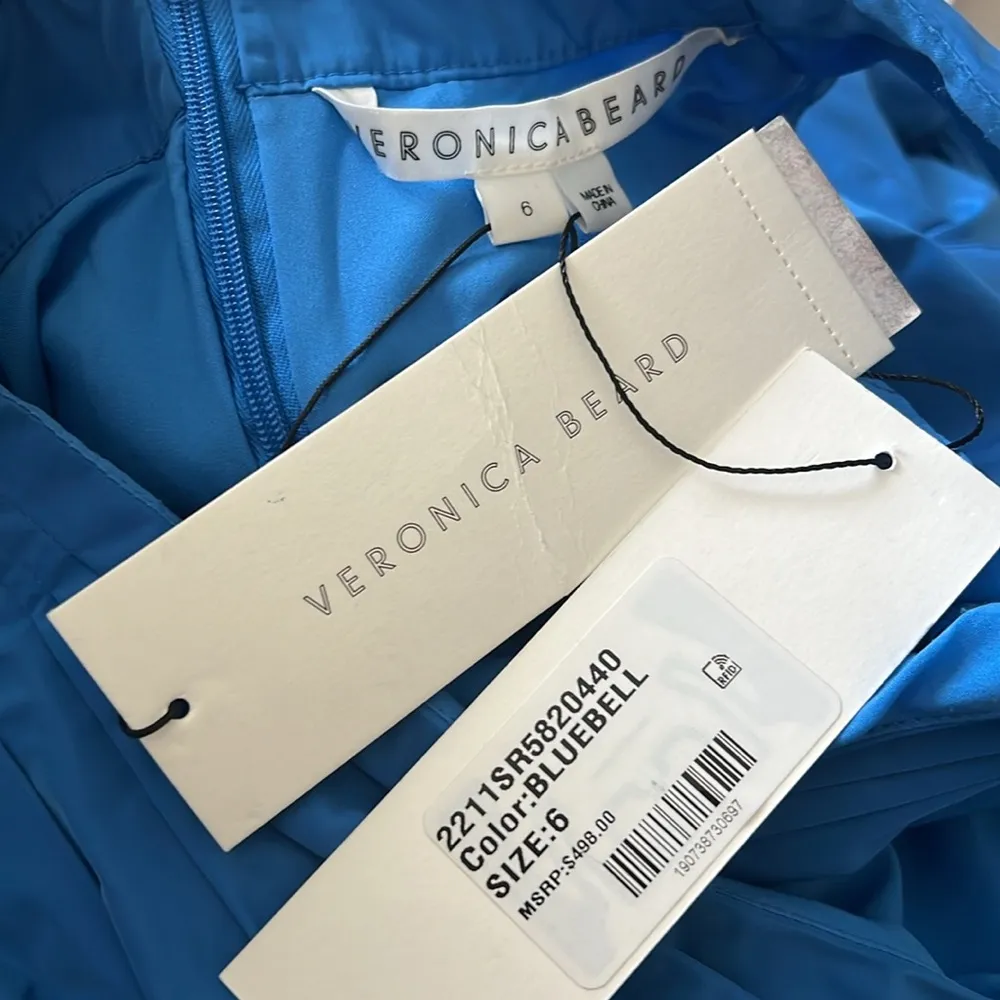 VERONICA BEARD
6
MADE IN
CHINA
VERONICA BEARD
RFID
2211SR5820440
Color:BLUEBELL
SIZE:6
MSRP:$498.00
190738730697